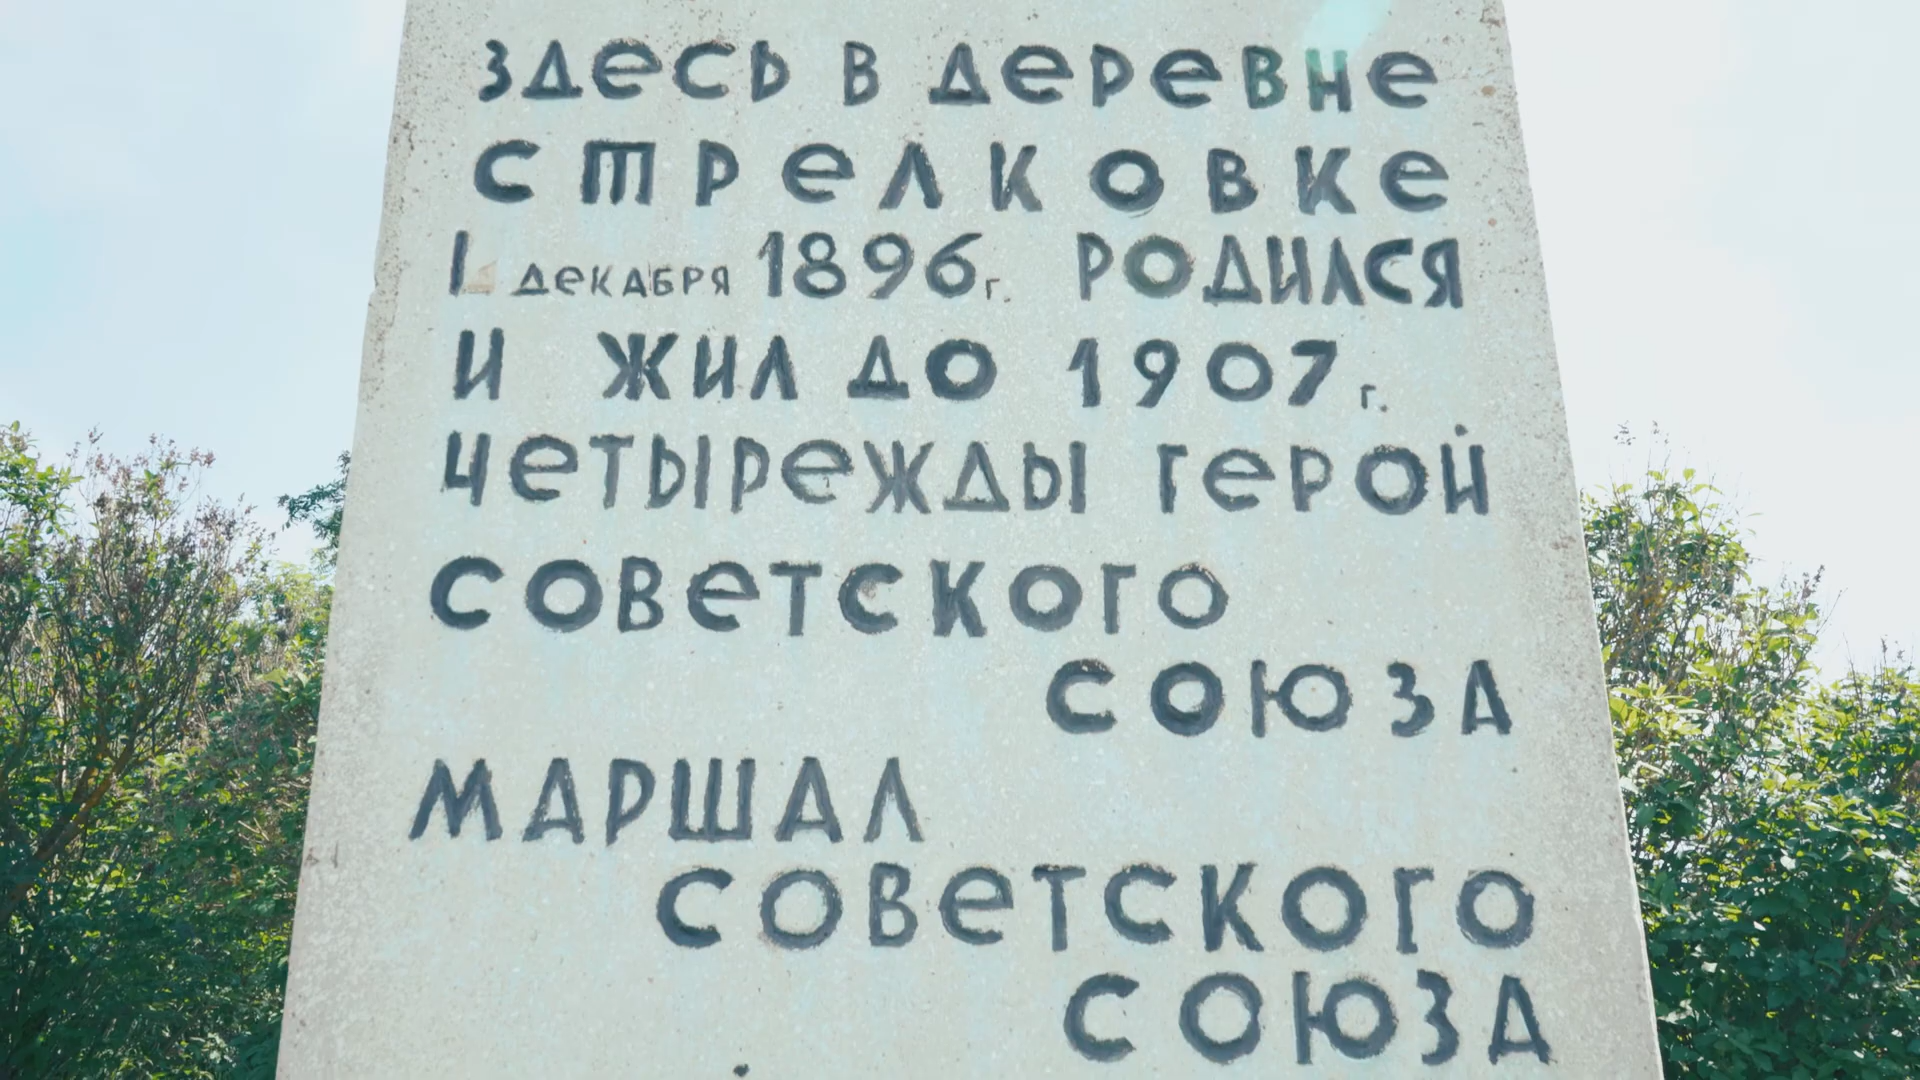 ЗДЕСЬ В ДЕРЕВНЕ
СТРЕЛКОВКЕ
1 ДЕКАБРЯ 1896 г. РОДИЛСЯ
И ЖИЛ ДО 1907 г.
ЧЕТЫРЕЖДЫ ГЕРОЙ
СОВЕТСКОГО
СОЮЗА
МАРШАЛ
СОВЕТСКОГО
СОЮЗА